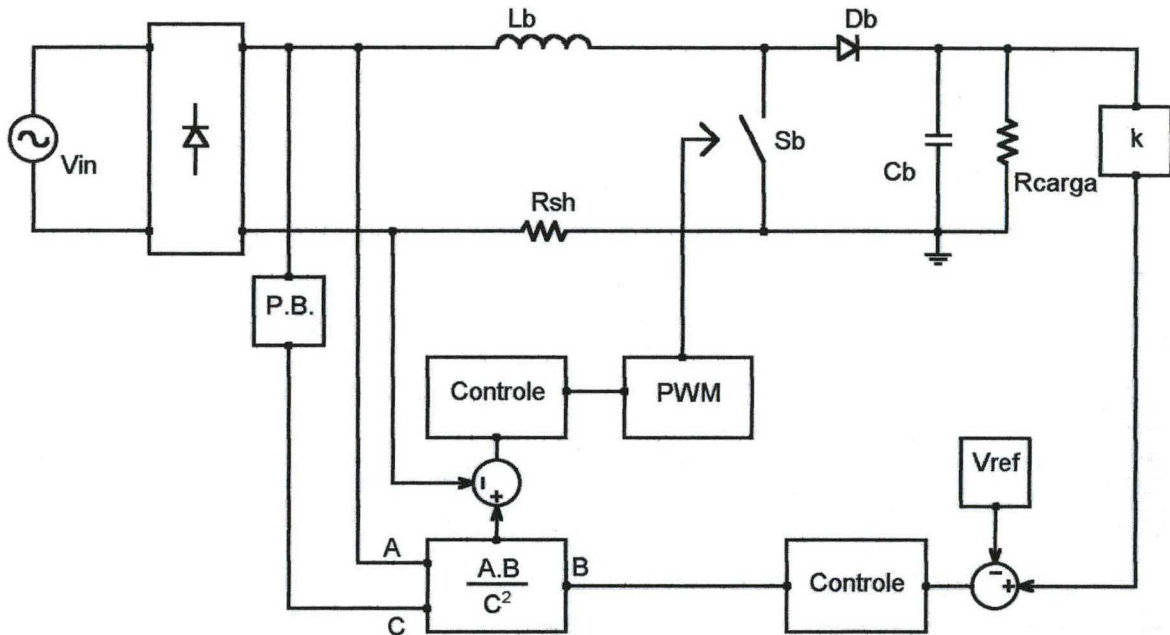 Lb
Db
Vin
Sb
Cb
Rcarga
k
Rsh
P.B.
Controle
PWM
Vref
-
+
-
+
A
A.B
C²
B
Controle
C